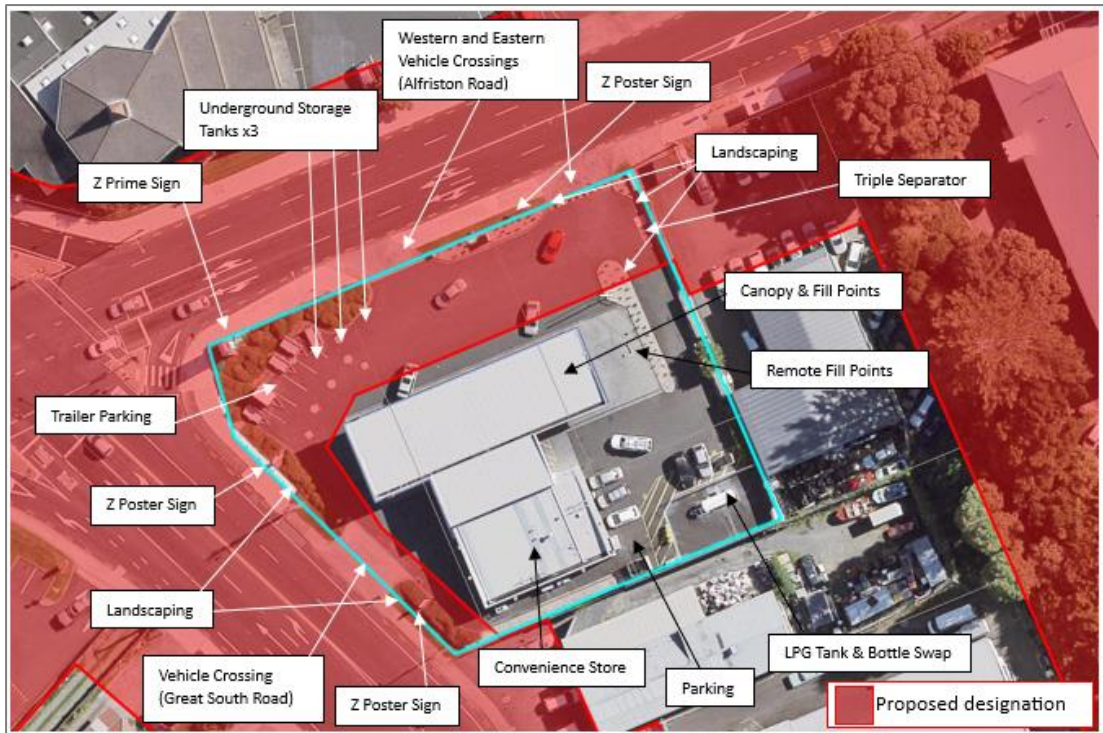 Western and Eastern
Vehicle Crossings
(Alfriston Road)
Z Poster Sign
Underground Storage
Tanks x3
Landscaping
Z Prime Sign
Triple Separator
Canopy & Fill Points
Remote Fill Points
Trailer Parking
Z Poster Sign
Landscaping
Vehicle Crossing
(Great South Road)
Z Poster Sign
Convenience Store
Parking
LPG Tank & Bottle Swap
Proposed designation